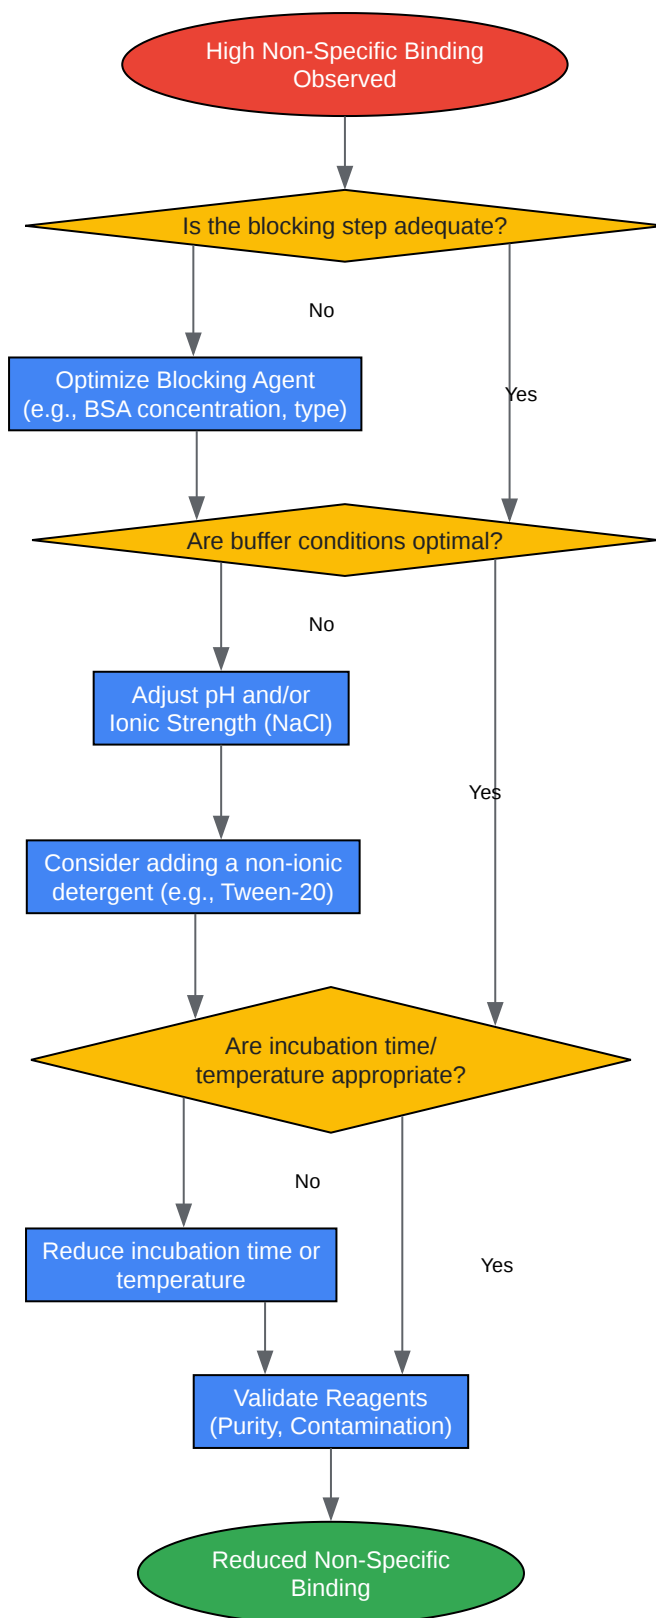 High Non-Specific Binding
Observed
Is the blocking step adequate?
No
Optimize Blocking Agent
(e.g., BSA concentration, type)
Yes
Are buffer conditions optimal?
No
Adjust pH and/or
Ionic Strength (NaCl)
Yes
Consider adding a non-ionic
detergent (e.g., Tween-20)
Are incubation time/
temperature appropriate?
No
Reduce incubation time or
temperature
Yes
Validate Reagents
(Purity, Contamination)
Reduced Non-Specific
Binding